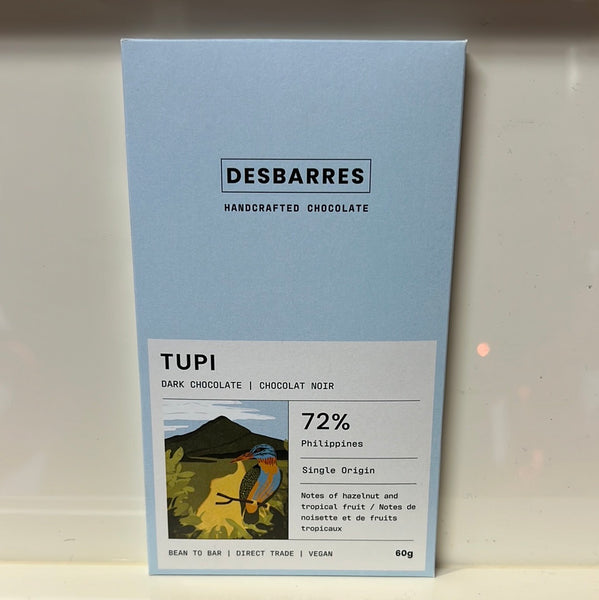 DESBARRES
HANDCRAFTED CHOCOLATE
TUPI
DARK CHOCOLATE | CHOCOLAT NOIR
72%
Philippines
Single Origin
Notes of hazelnut and
tropical fruit / Notes de
noisette et de fruits
tropicaux
BEAN TO BAR | DIRECT TRADE | VEGAN
60g